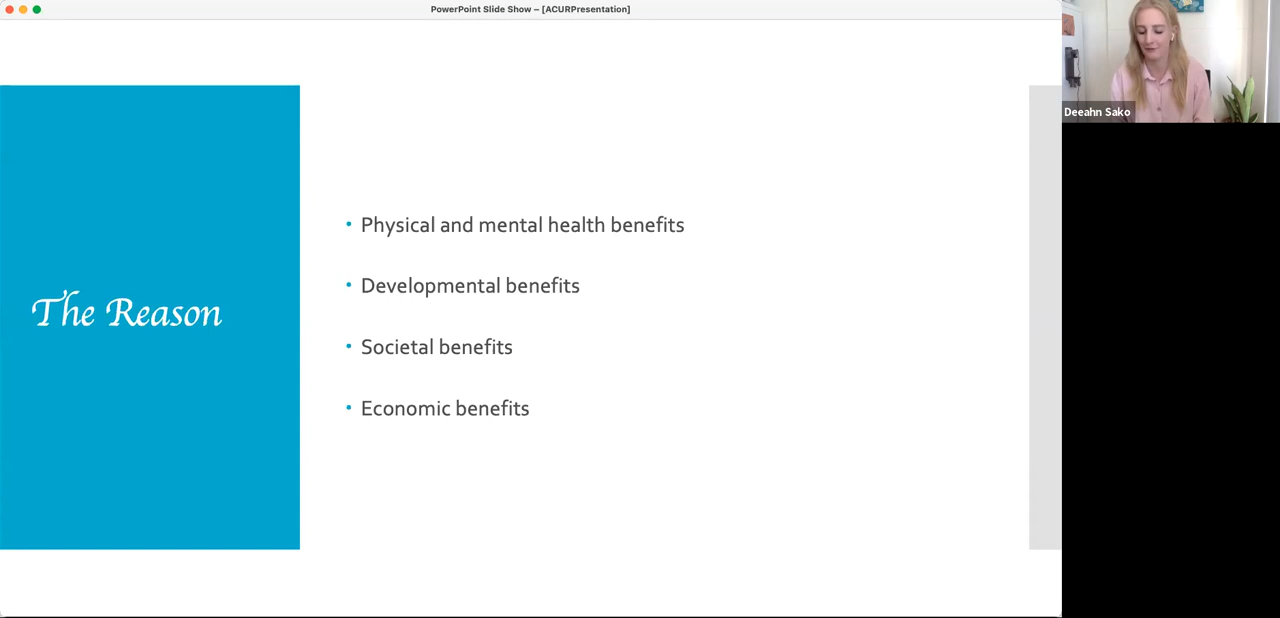 PowerPoint Slide Show – [ACURPresentation]
The Reason
• Physical and mental health benefits
• Developmental benefits
• Societal benefits
• Economic benefits
Deeahn Sako